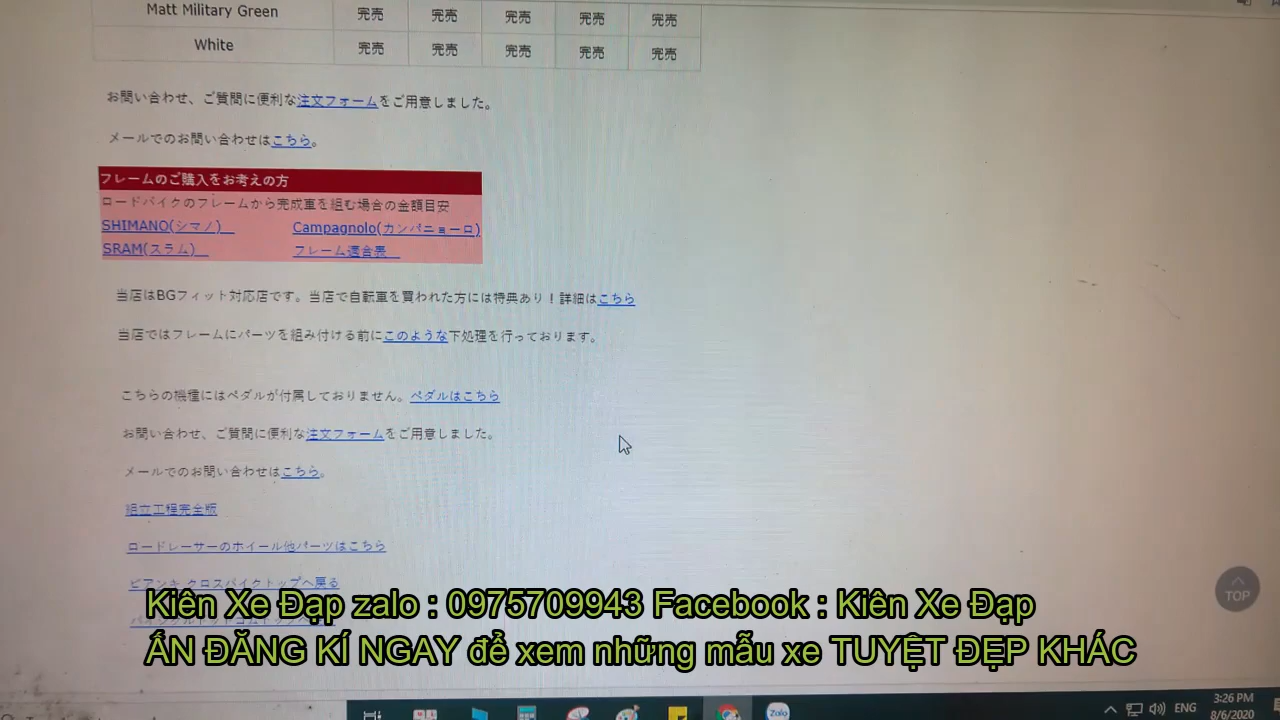 Matt Military Green 完売 完売 完売 完売 完売
White 完売 完売 完売 完売 完売
お問い合わせ、ご質問に便利な注文フォームをご用意しました。
メールでのお問い合わせはこちら。
フレームのご購入をお考えの方
ロードバイクのフレームから完成車を組む場合の金額目安
SHIMANO(シマノ) Campagnolo(カンパニョーロ)
SRAM(スラム) フレーム適合表
当店はBGフィット対応店です。当店で自転車を買われた方には特典あり！詳細はこちら
当店ではフレームにパーツを組み付ける前にこのような下処理を行っております。
こちらの機種にはペダルが付属しておりません。ペダルはこちら
お問い合わせ、ご質問に便利な注文フォームをご用意しました。
メールでのお問い合わせはこちら。
組立工程完全版
ロードレーサーのホイール他パーツはこちら
ビアンキ クロスバイクトップへ戻る
TOP
Kiên Xe Đạp zalo : 0975709943 Facebook : Kiên Xe Đạp
ẤN ĐĂNG KÍ NGAY để xem những mẫu xe TUYỆT ĐẸP KHÁC
Zalo
ENG
3:26 PM
8/6/2020